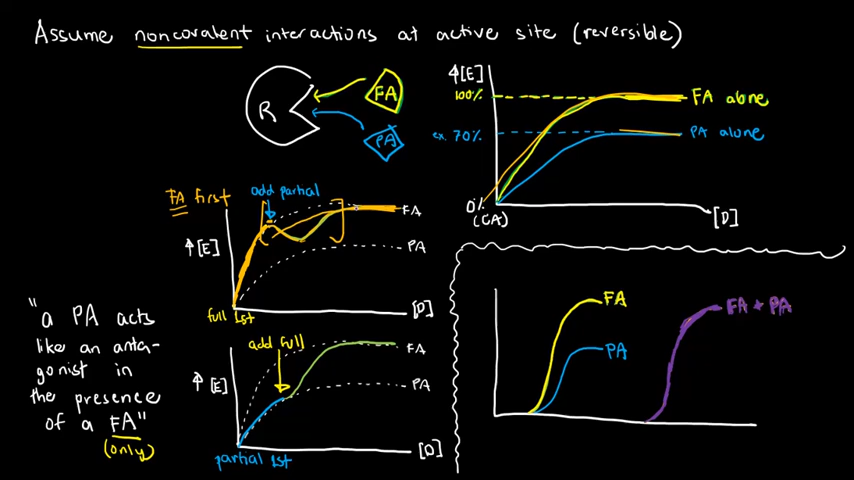 Assume noncovalent interactions at active site (reversible)
R
FA
PA
↑[E]
100%
FA alone
ex. 70%
PA alone
0%
(CA)
[D]
FA first
add partial
FA
↑[E]
PA
[D]
full 1st
"a PA acts
like an anta-
gonist in
the presence
of a FA"
(only)
add full
FA
↑[E]
PA
[D]
partial 1st
FA
PA
FA + PA